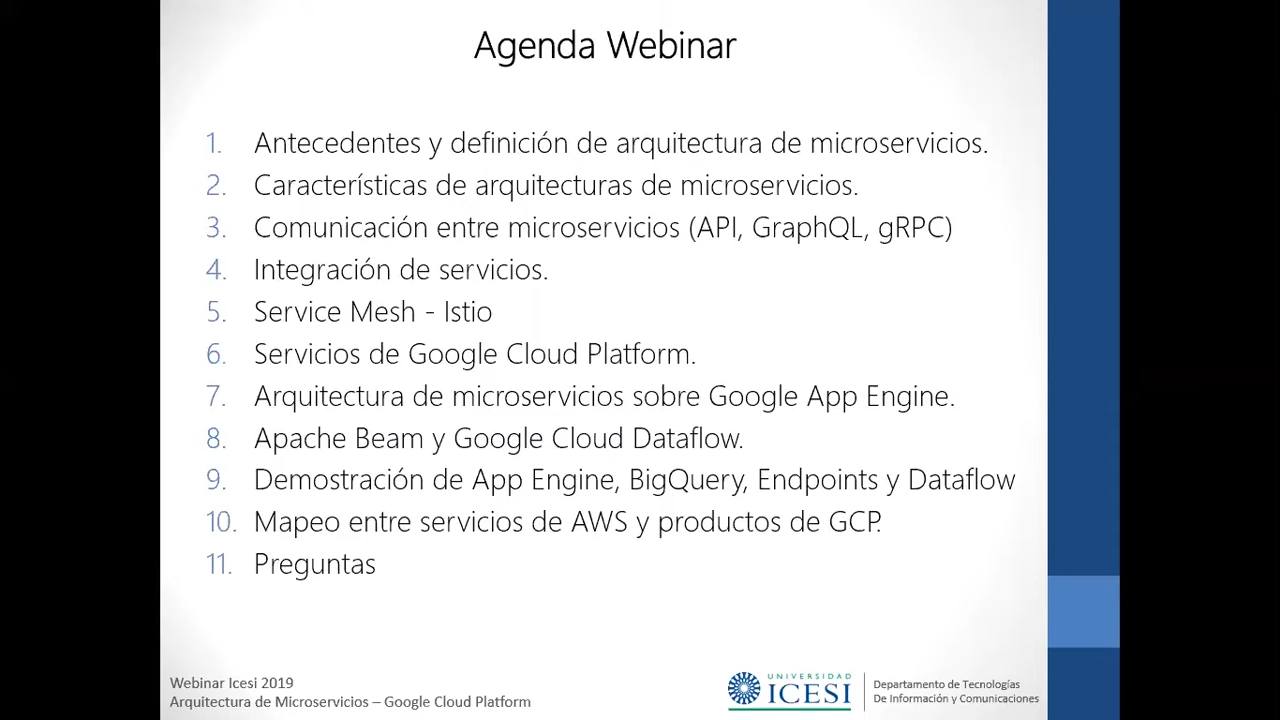 Agenda Webinar
1. Antecedentes y definición de arquitectura de microservicios.
2. Características de arquitecturas de microservicios.
3. Comunicación entre microservicios (API, GraphQL, gRPC)
4. Integración de servicios.
5. Service Mesh - Istio
6. Servicios de Google Cloud Platform.
7. Arquitectura de microservicios sobre Google App Engine.
8. Apache Beam y Google Cloud Dataflow.
9. Demostración de App Engine, BigQuery, Endpoints y Dataflow
10. Mapeo entre servicios de AWS y productos de GCP.
11. Preguntas
Webinar Icesi 2019
Arquitectura de Microservicios – Google Cloud Platform
UNIVERSIDAD
ICESI
Departamento de Tecnologías
De Información y Comunicaciones